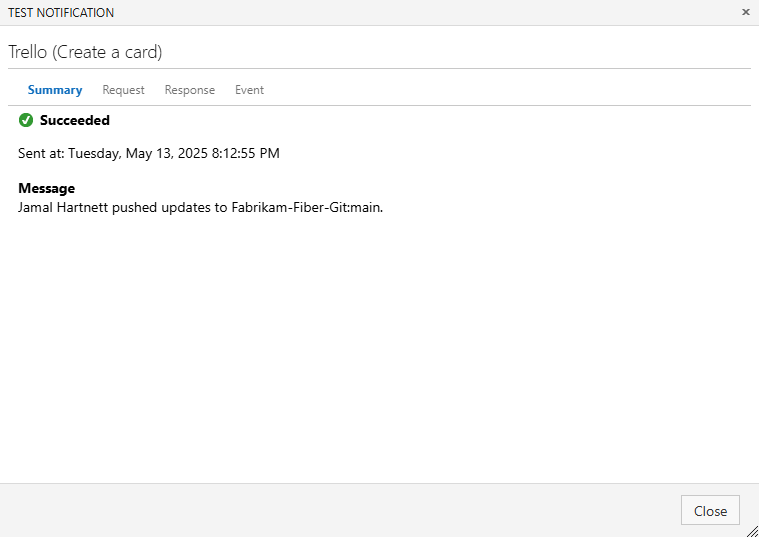 TEST NOTIFICATION
Trello (Create a card)
Summary Request Response Event
Succeeded
Sent at: Tuesday, May 13, 2025 8:12:55 PM
Message
Jamal Hartnett pushed updates to Fabrikam-Fiber-Git:main.
Close